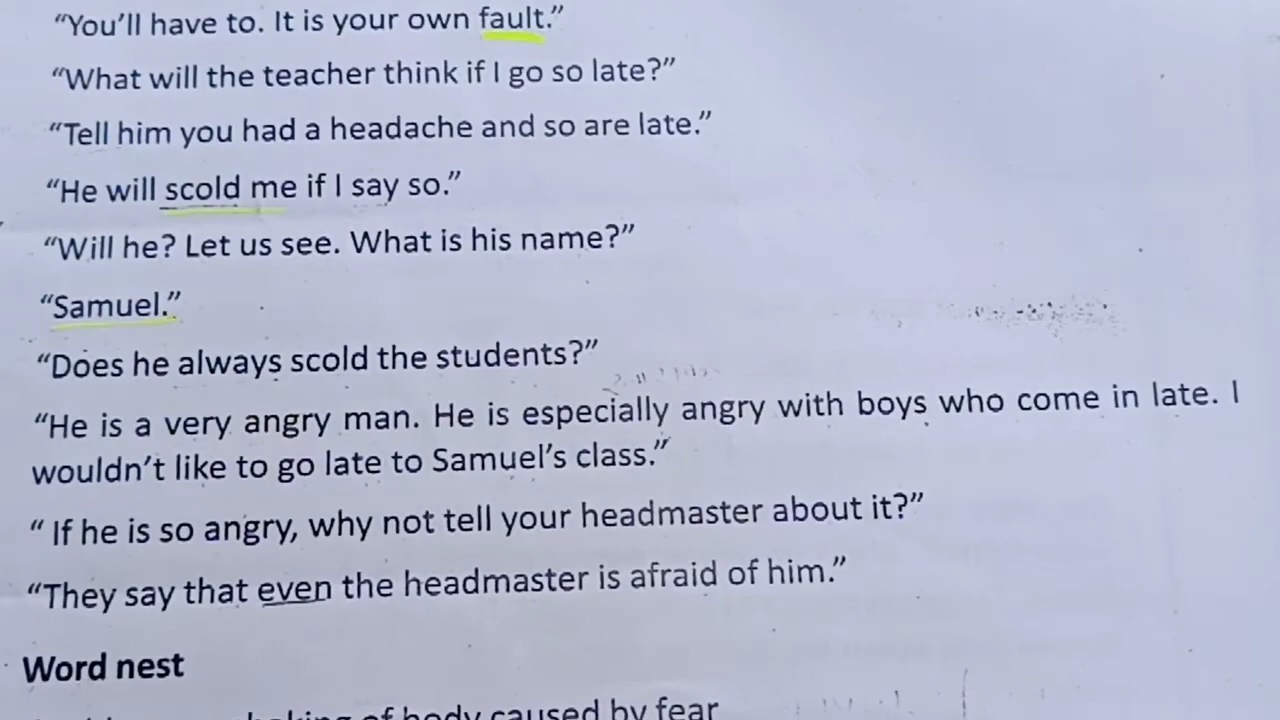 “You’ll have to. It is your own fault.”
“What will the teacher think if I go so late?”
“Tell him you had a headache and so are late.”
“He will scold me if I say so.”
“Will he? Let us see. What is his name?”
“Samuel.”
“Does he always scold the students?”
“He is a very angry man. He is especially angry with boys who come in late. I
wouldn’t like to go late to Samuel’s class.”
“ If he is so angry, why not tell your headmaster about it?”
“They say that even the headmaster is afraid of him.”
Word nest
of body caused by fear